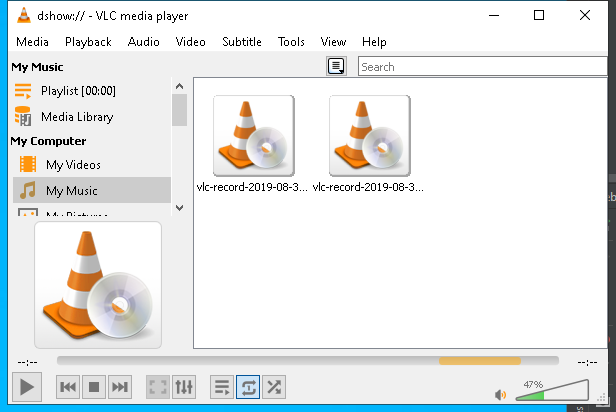 dshow:// - VLC media player
Media Playback Audio Video Subtitle Tools View Help
My Music
Search
Playlist [00:00]
Media Library
My Computer
My Videos
My Music
My Pictures
vlc-record-2019-08-3... vlc-record-2019-08-3...
--:-- --:--
47%